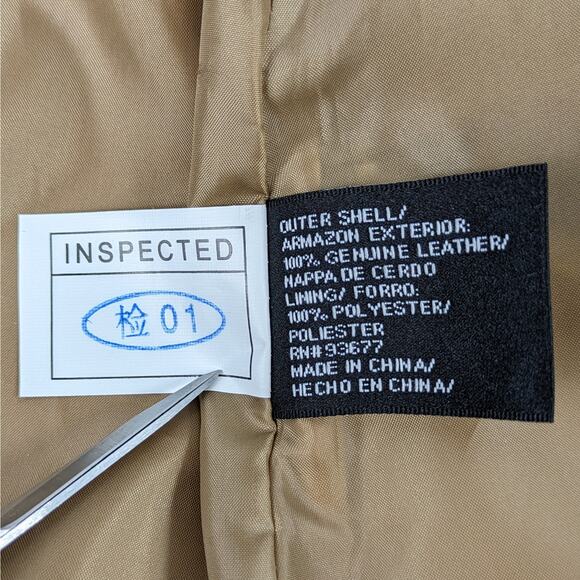 INSPECTED
检 01
OUTER SHELL/
ARMAZON EXTERIOR:
100% GENUINE LEATHER/
NAPPA DE CERDO
LINING/ FORRO:
100% POLYESTER/
POLIESTER
RN# 93677
MADE IN CHINA/
HECHO EN CHINA/